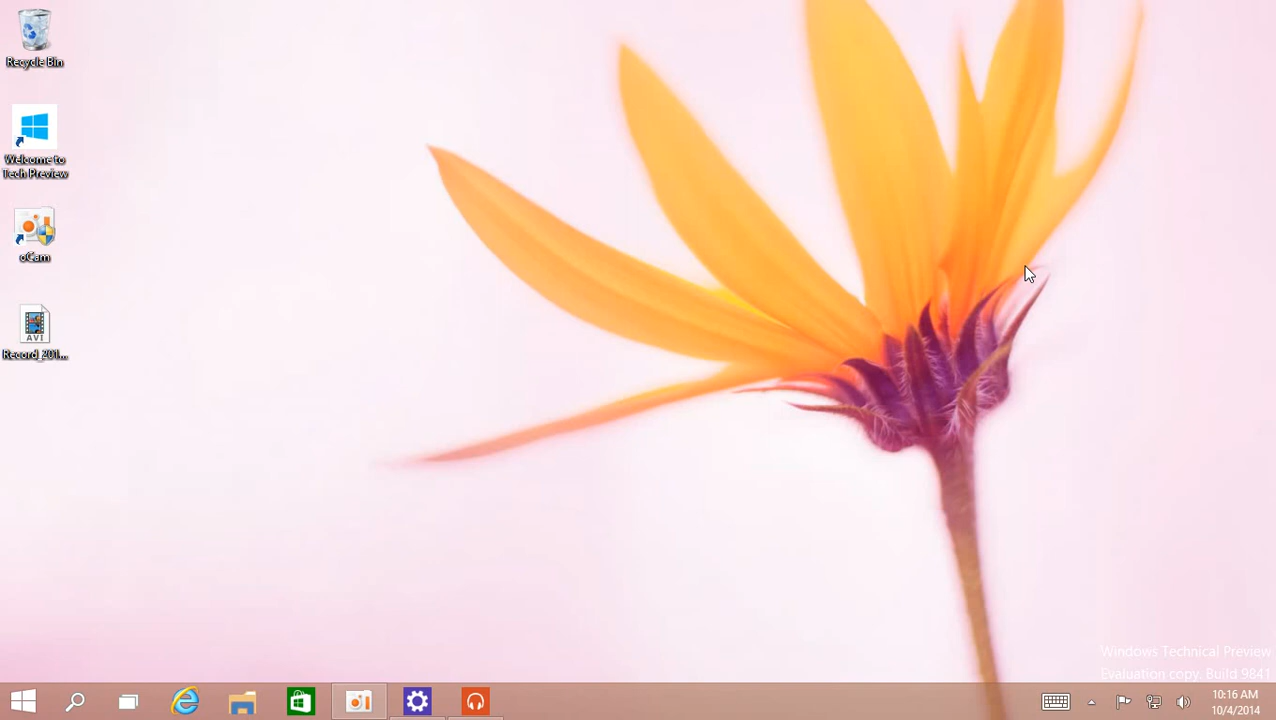 Recycle Bin
Welcome to
Tech Preview
oCam
AVI
Record_201...
Windows Technical Preview
Evaluation copy. Build 9841
10:16 AM
10/4/2014